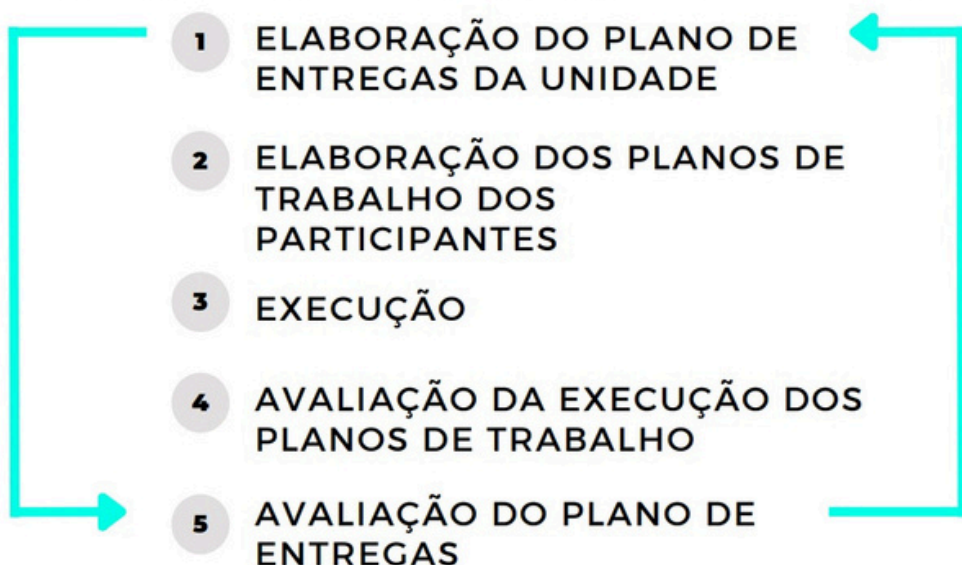 1 ELABORAÇÃO DO PLANO DE
ENTREGAS DA UNIDADE
2 ELABORAÇÃO DOS PLANOS DE
TRABALHO DOS
PARTICIPANTES
3 EXECUÇÃO
4 AVALIAÇÃO DA EXECUÇÃO DOS
PLANOS DE TRABALHO
5 AVALIAÇÃO DO PLANO DE
ENTREGAS